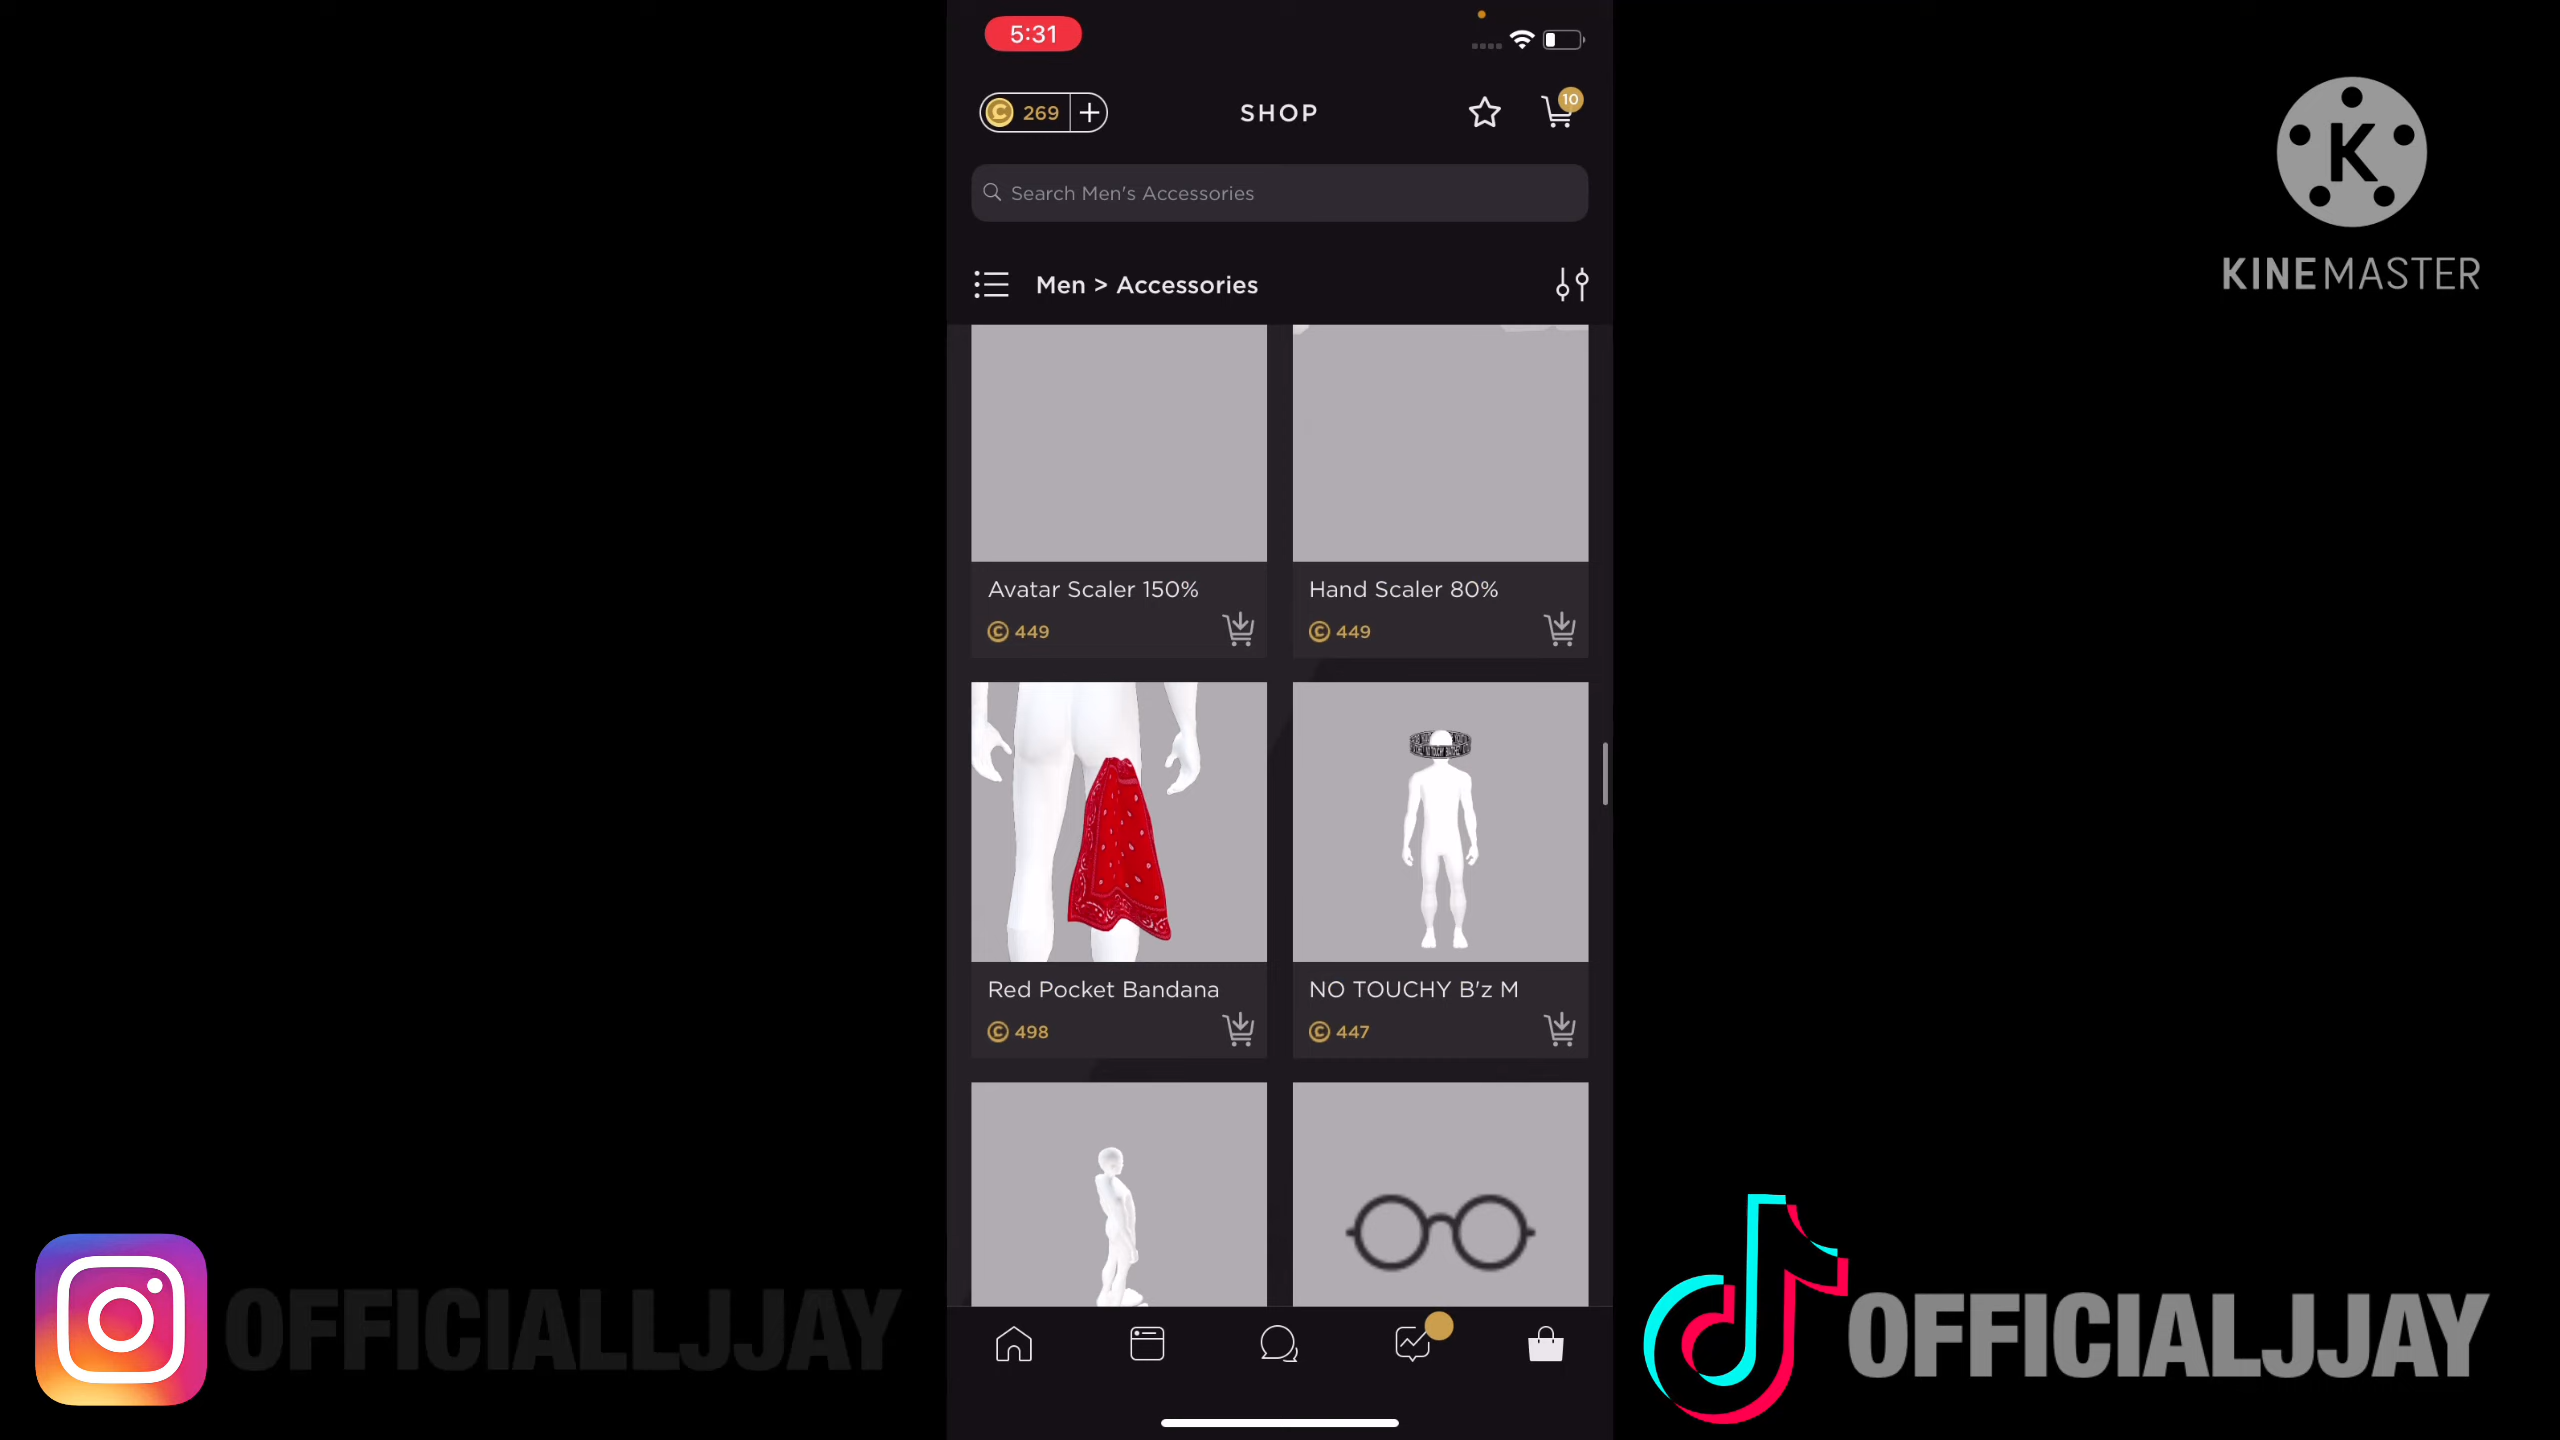 5:31
269
SHOP
10
Search Men's Accessories
Men > Accessories
Avatar Scaler 150%
449
Hand Scaler 80%
449
Red Pocket Bandana
498
NO TOUCHY B'z M
447
K
KINEMASTER
OFFICIALLJJAY
OFFICIALJJAY